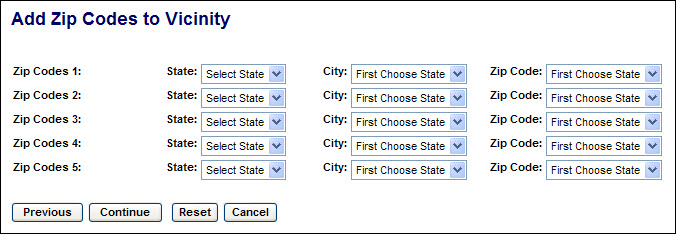 Add Zip Codes to Vicinity
Zip Codes 1: State: Select State City: First Choose State Zip Code: First Choose State
Zip Codes 2: State: Select State City: First Choose State Zip Code: First Choose State
Zip Codes 3: State: Select State City: First Choose State Zip Code: First Choose State
Zip Codes 4: State: Select State City: First Choose State Zip Code: First Choose State
Zip Codes 5: State: Select State City: First Choose State Zip Code: First Choose State
Previous Continue Reset Cancel